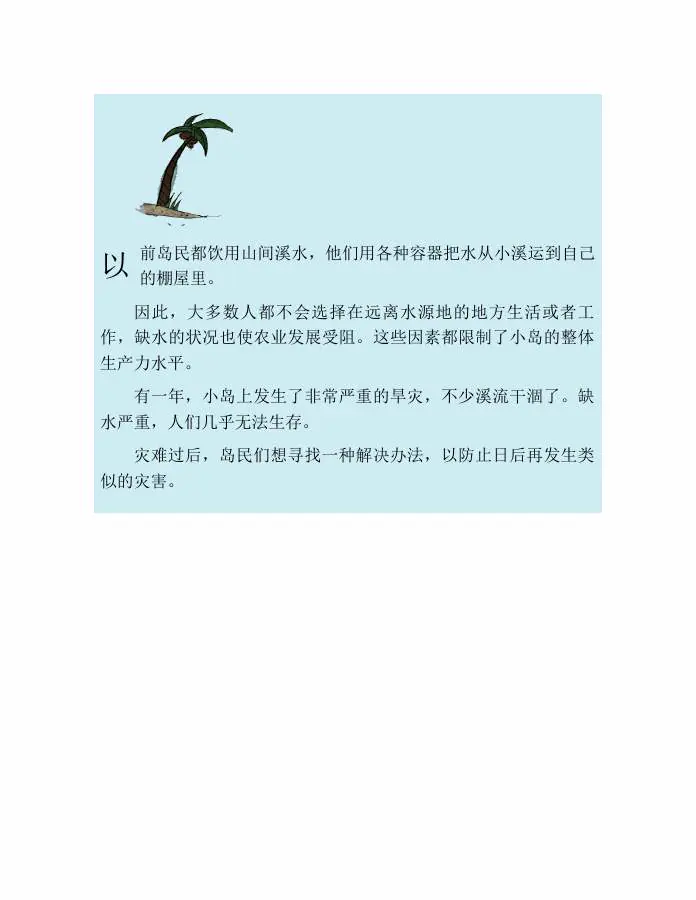 以前岛民都饮用山间溪水，他们用各种容器把水从小溪运到自己
的棚屋里。
因此，大多数人都不会选择在远离水源地的地方生活或者工
作，缺水的状况也使农业发展受阻。这些因素都限制了小岛的整体
生产力水平。
有一年，小岛上发生了非常严重的旱灾，不少溪流干涸了。缺
水严重，人们几乎无法生存。
灾难过后，岛民们想寻找一种解决办法，以防止日后再发生类
似的灾害。